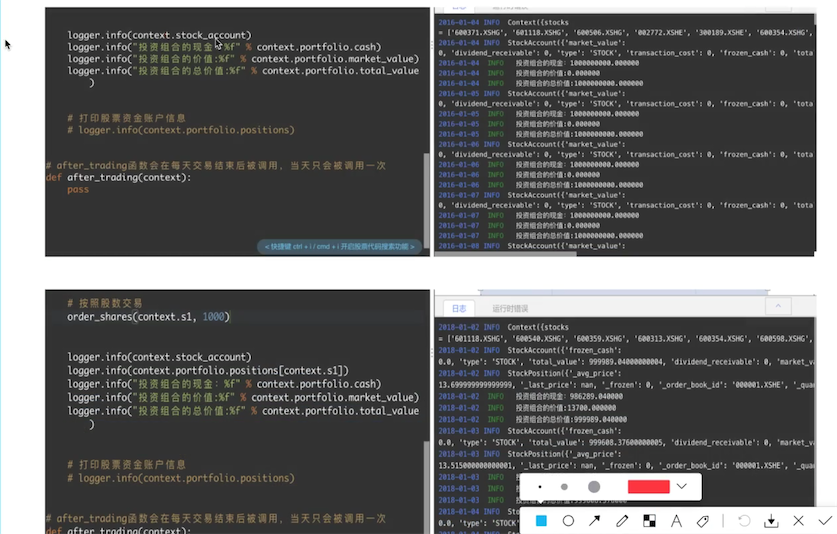 logger.info(context.stock_account)
logger.info("投资组合的现金：%f" % context.portfolio.cash)
logger.info("投资组合的价值:%f" % context.portfolio.market_value)
logger.info("投资组合的总价值:%f" % context.portfolio.total_value
)
# 打印股票资金账户信息
# logger.info(context.portfolio.positions)
# after_trading函数会在每天交易结束后被调用，当天只会被调用一次
def after_trading(context):
pass
< 快捷键 ctrl + i / cmd + i 开启股票代码搜索功能 >
2016-01-04 INFO Context({stocks
= ['600371.XSHG', '601118.XSHG', '600506.XSHG', '002772.XSHE', '300189.XSHE', '600354.XSHG',
2016-01-04 INFO StockAccount({'market_value':
0, 'dividend_receivable': 0, 'type': 'STOCK', 'transaction_cost': 0, 'frozen_cash': 0, 'tota
2016-01-04 INFO 投资组合的现金：1000000000.000000
2016-01-04 INFO 投资组合的价值:0.000000
2016-01-04 INFO 投资组合的总价值:1000000000.000000
2016-01-05 INFO StockAccount({'market_value':
0, 'dividend_receivable': 0, 'type': 'STOCK', 'transaction_cost': 0, 'frozen_cash': 0, 'tota
2016-01-05 INFO 投资组合的现金：1000000000.000000
2016-01-05 INFO 投资组合的价值:0.000000
2016-01-05 INFO 投资组合的总价值:1000000000.000000
2016-01-06 INFO StockAccount({'market_value':
0, 'dividend_receivable': 0, 'type': 'STOCK', 'transaction_cost': 0, 'frozen_cash': 0, 'tota
2016-01-06 INFO 投资组合的现金：1000000000.000000
2016-01-06 INFO 投资组合的价值:0.000000
2016-01-06 INFO 投资组合的总价值:1000000000.000000
2016-01-07 INFO StockAccount({'market_value':
0, 'dividend_receivable': 0, 'type': 'STOCK', 'transaction_cost': 0, 'frozen_cash': 0, 'tota
2016-01-07 INFO 投资组合的现金：1000000000.000000
2016-01-07 INFO 投资组合的价值:0.000000
2016-01-07 INFO 投资组合的总价值:1000000000.000000
2016-01-08 INFO StockAccount({'market_value':
# 按照股数交易
order_shares(context.s1, 1000)
logger.info(context.stock_account)
logger.info(context.portfolio.positions[context.s1])
logger.info("投资组合的现金：%f" % context.portfolio.cash)
logger.info("投资组合的价值:%f" % context.portfolio.market_value)
logger.info("投资组合的总价值:%f" % context.portfolio.total_value
)
# 打印股票资金账户信息
# logger.info(context.portfolio.positions)
# after_trading函数会在每天交易结束后被调用，当天只会被调用一次
def after_trading(context):
日志 运行时错误
2018-01-02 INFO Context({stocks
= ['601118.XSHG', '600540.XSHG', '600359.XSHG', '600313.XSHG', '600354.XSHG', '600598.XSHG',
2018-01-02 INFO StockAccount({'frozen_cash':
0.0, 'type': 'STOCK', 'total_value': 999989.04000000004, 'dividend_receivable': 0, 'market_va
2018-01-02 INFO StockPosition({'_avg_price':
13.699999999999999, '_last_price': nan, '_frozen': 0, '_order_book_id': '000001.XSHE', '_qua
2018-01-02 INFO 投资组合的现金：986289.040000
2018-01-02 INFO 投资组合的价值:13700.000000
2018-01-02 INFO 投资组合的总价值:999989.040000
2018-01-03 INFO StockAccount({'frozen_cash':
0.0, 'type': 'STOCK', 'total_value': 999608.37600000005, 'dividend_receivable': 0, 'market_v
2018-01-03 INFO StockPosition({'_avg_price':
13.515000000000001, '_last_price': nan, '_frozen': 0, '_order_book_id': '000001.XSHE', '_qua
2018-01-03 INFO
2018-01-03 INFO
2018-01-03 INFO
2018-01-04 INFO
0.0, 'type': 'STOCK',
2018-01-04 INFO